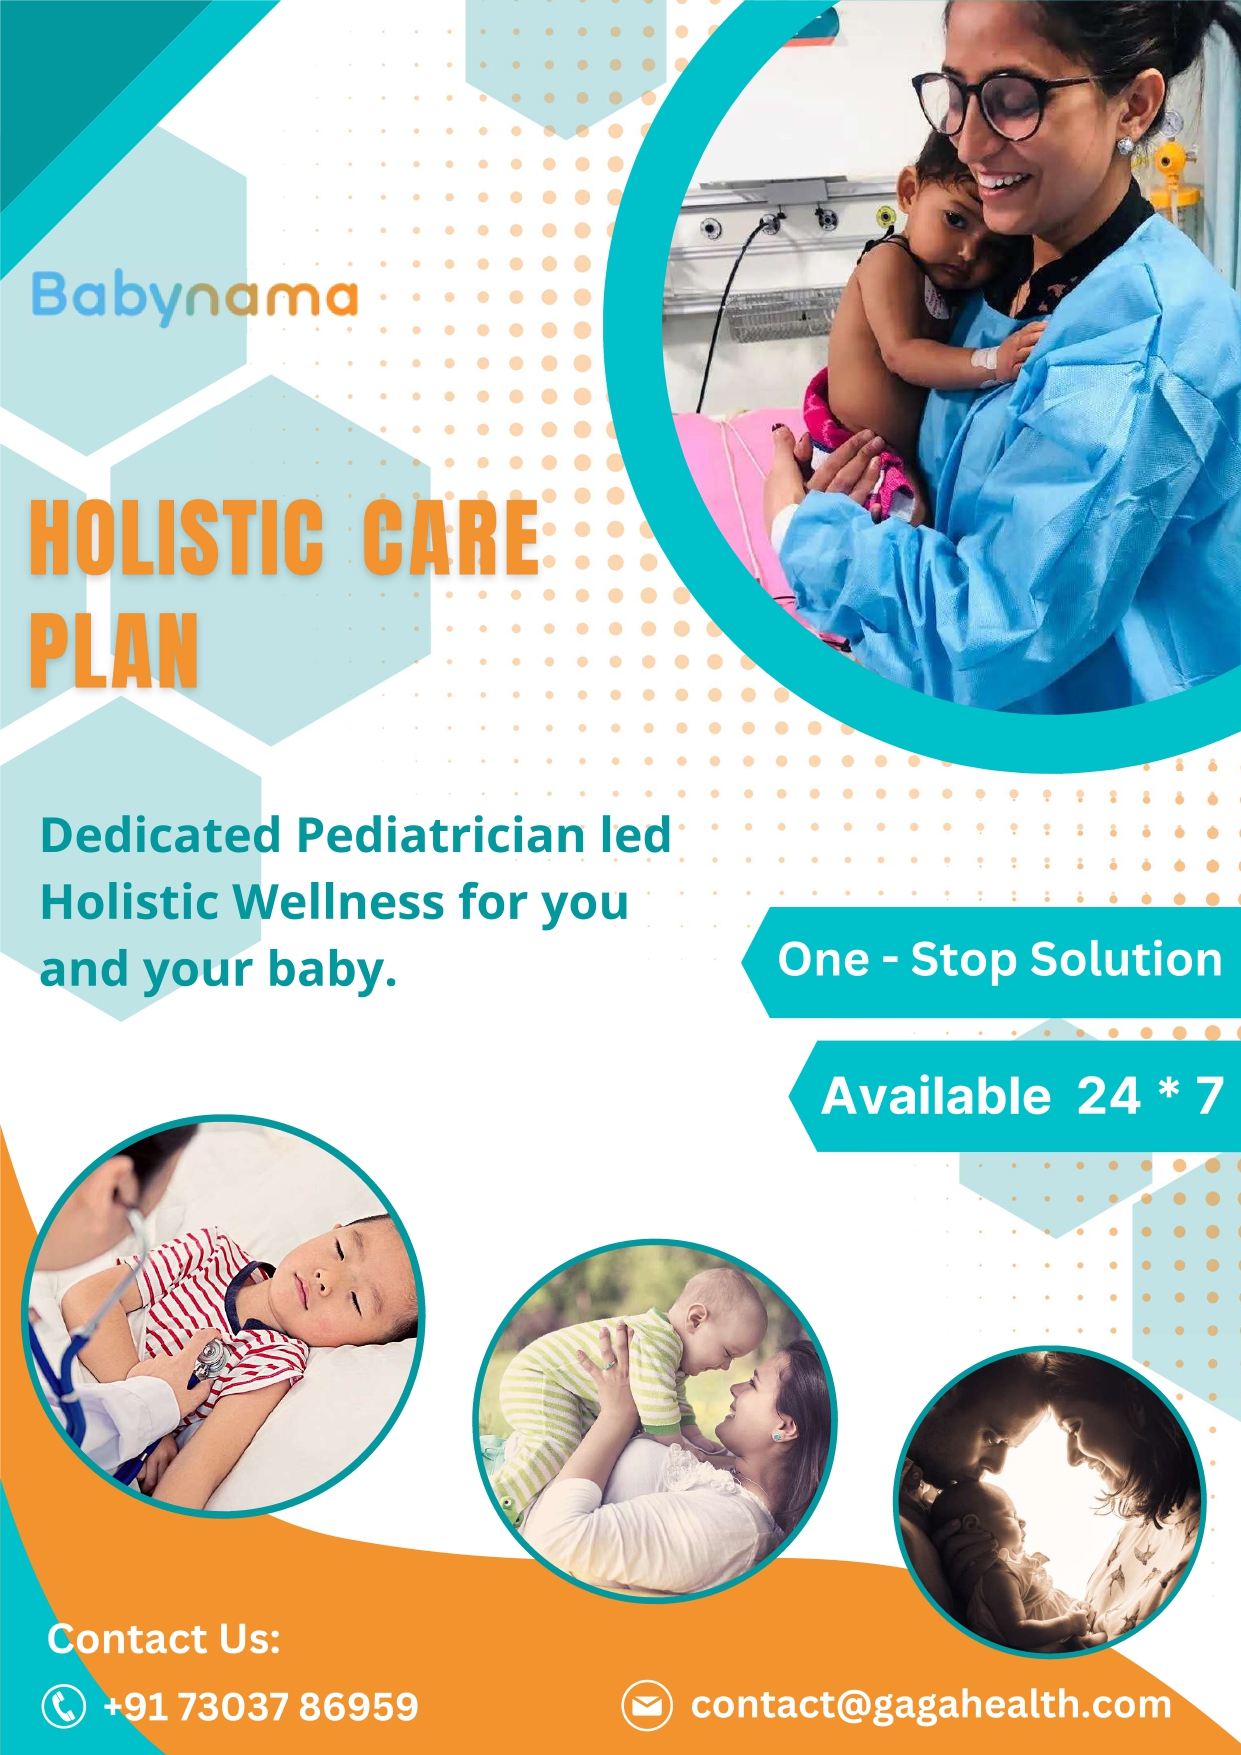 Babynama
HOLISTIC CARE
PLAN
Dedicated Pediatrician led
Holistic Wellness for you
and your baby.
One - Stop Solution
Available 24 * 7
Contact Us:
+91 73037 86959
contact@gagahealth.com